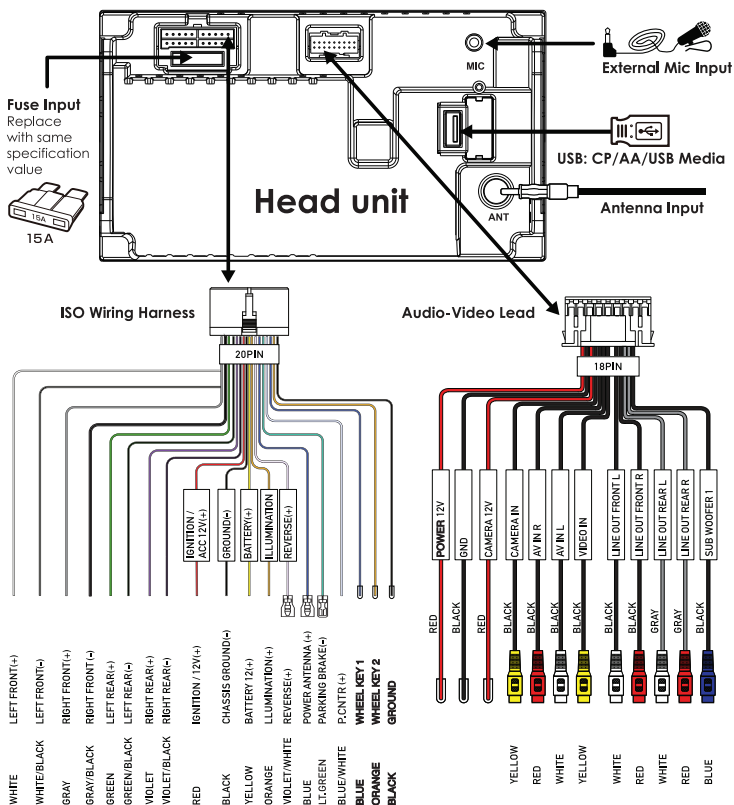 MIC
External Mic Input
Fuse Input
Replace
with same
specification
value
15A
15A
USB: CP/AA/USB Media
Head unit
ANT
Antenna Input
ISO Wiring Harness
Audio-Video Lead
20PIN
18PIN
IGNITION /
ACC 12V(+)
GROUND(-)
BATTERY(+)
ILLUMINATION
REVERSE(+)
POWER 12V
GND
CAMERA 12V
CAMERA IN
AV IN R
AV IN L
VIDEO IN
LINE OUT FRONT L
LINE OUT FRONT R
LINE OUT REAR L
LINE OUT REAR R
SUB WOOFER 1
RED
BLACK
RED
BLACK
BLACK
BLACK
BLACK
BLACK
BLACK
GRAY
GRAY
BLACK
LEFT FRONT(+)
LEFT FRONT(-)
RIGHT FRONT(+)
RIGHT FRONT(-)
LEFT REAR(+)
LEFT REAR(-)
RIGHT REAR(+)
RIGHT REAR(-)
IGNITION / 12V(+)
CHASSIS GROUND(-)
BATTERY 12(+)
LLUMINATION(+)
REVERSE(+)
POWER ANTENNA (+)
PARKING BRAKE(-)
P.CNTR (+)
WHEEL KEY 1
WHEEL KEY 2
GROUND
WHITE
WHITE/BLACK
GRAY
GRAY/BLACK
GREEN
GREEN/BLACK
VIOLET
VIOLET/BLACK
RED
BLACK
YELLOW
ORANGE
VIOLET/WHITE
BLUE
LT.GREEN
BLUE/WHITE
BLUE
ORANGE
BLACK
YELLOW
RED
WHITE
YELLOW
WHITE
RED
WHITE
RED
BLUE